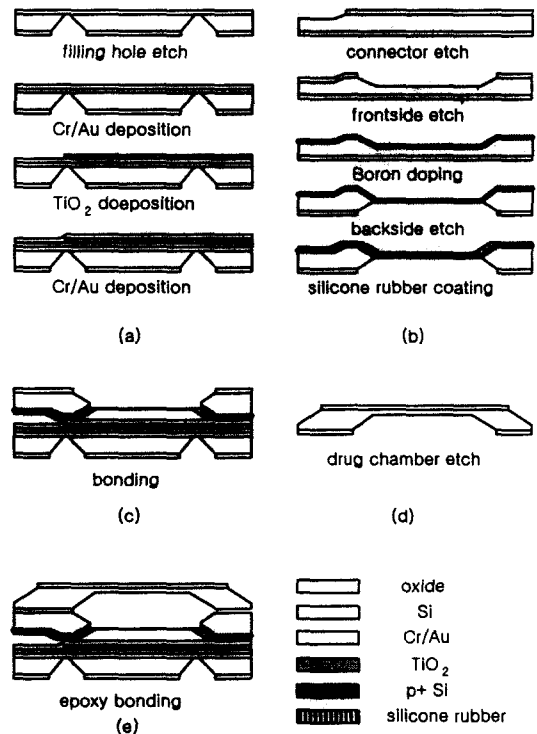 filling hole etch
Cr/Au deposition
TiO2 doeposition
Cr/Au deposition
(a)
connector etch
frontside etch
Boron doping
backside etch
silicone rubber coating
(b)
bonding
(c)
drug chamber etch
(d)
epoxy bonding
(e)
oxide
Si
Cr/Au
TiO2
p+ Si
silicone rubber